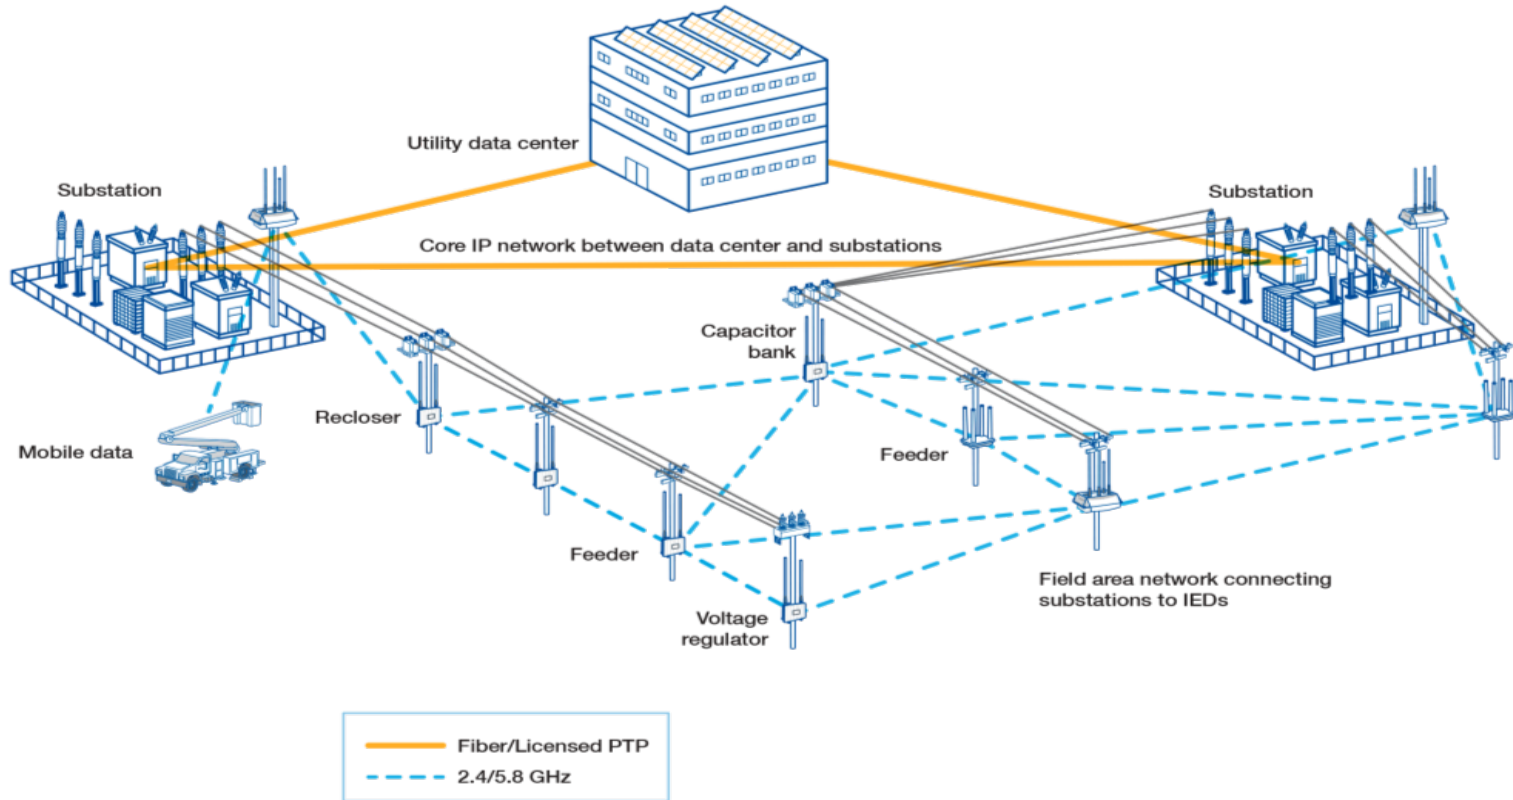 Utility data center
Substation
Substation
Core IP network between data center and substations
Capacitor
bank
Recloser
Mobile data
Feeder
Feeder
Field area network connecting
substations to IEDs
Voltage
regulator
Fiber/Licensed PTP
2.4/5.8 GHz